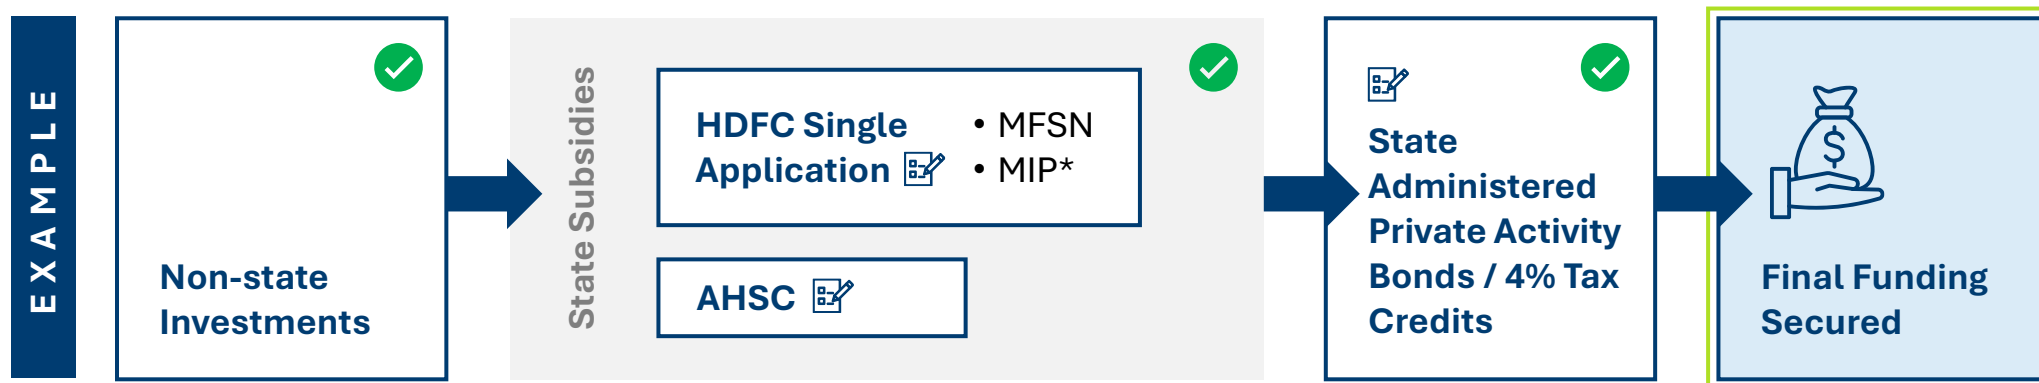 EXAMPLE
Non-state
Investments
State Subsidies
HDFC Single
Application
• MFSN
• MIP*
AHSC
State
Administered
Private Activity
Bonds / 4% Tax
Credits
$
Final Funding
Secured